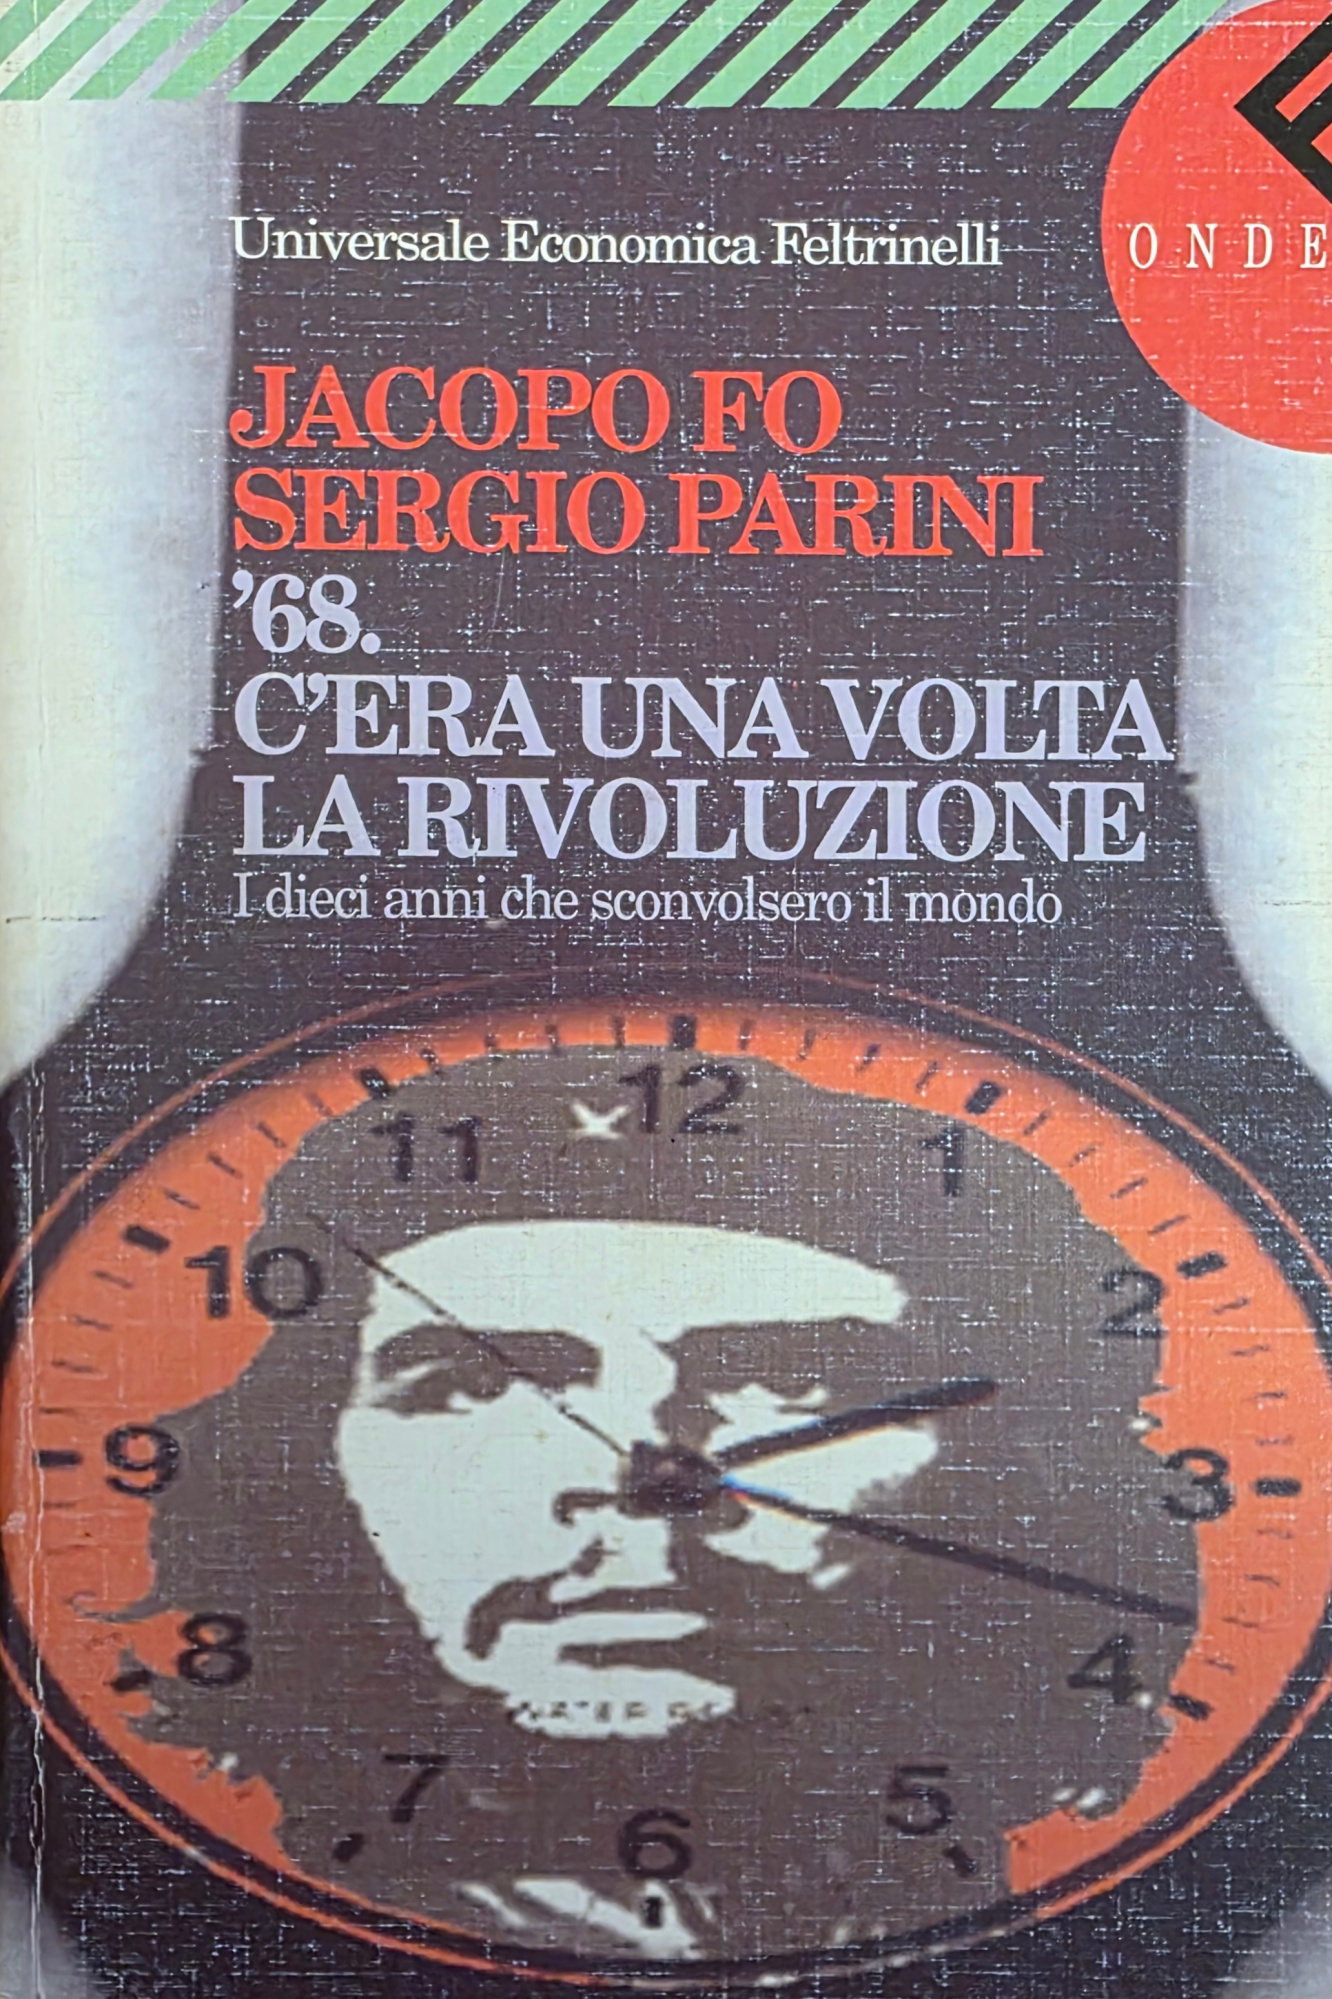 Universale Economica Feltrinelli
ONDE
JACOPO FO
SERGIO PARINI
'68.
C'ERA UNA VOLTA
LA RIVOLUZIONE
I dieci anni che sconvolsero il mondo
12
11
1
10
2
9
3
8
4
7
5
6